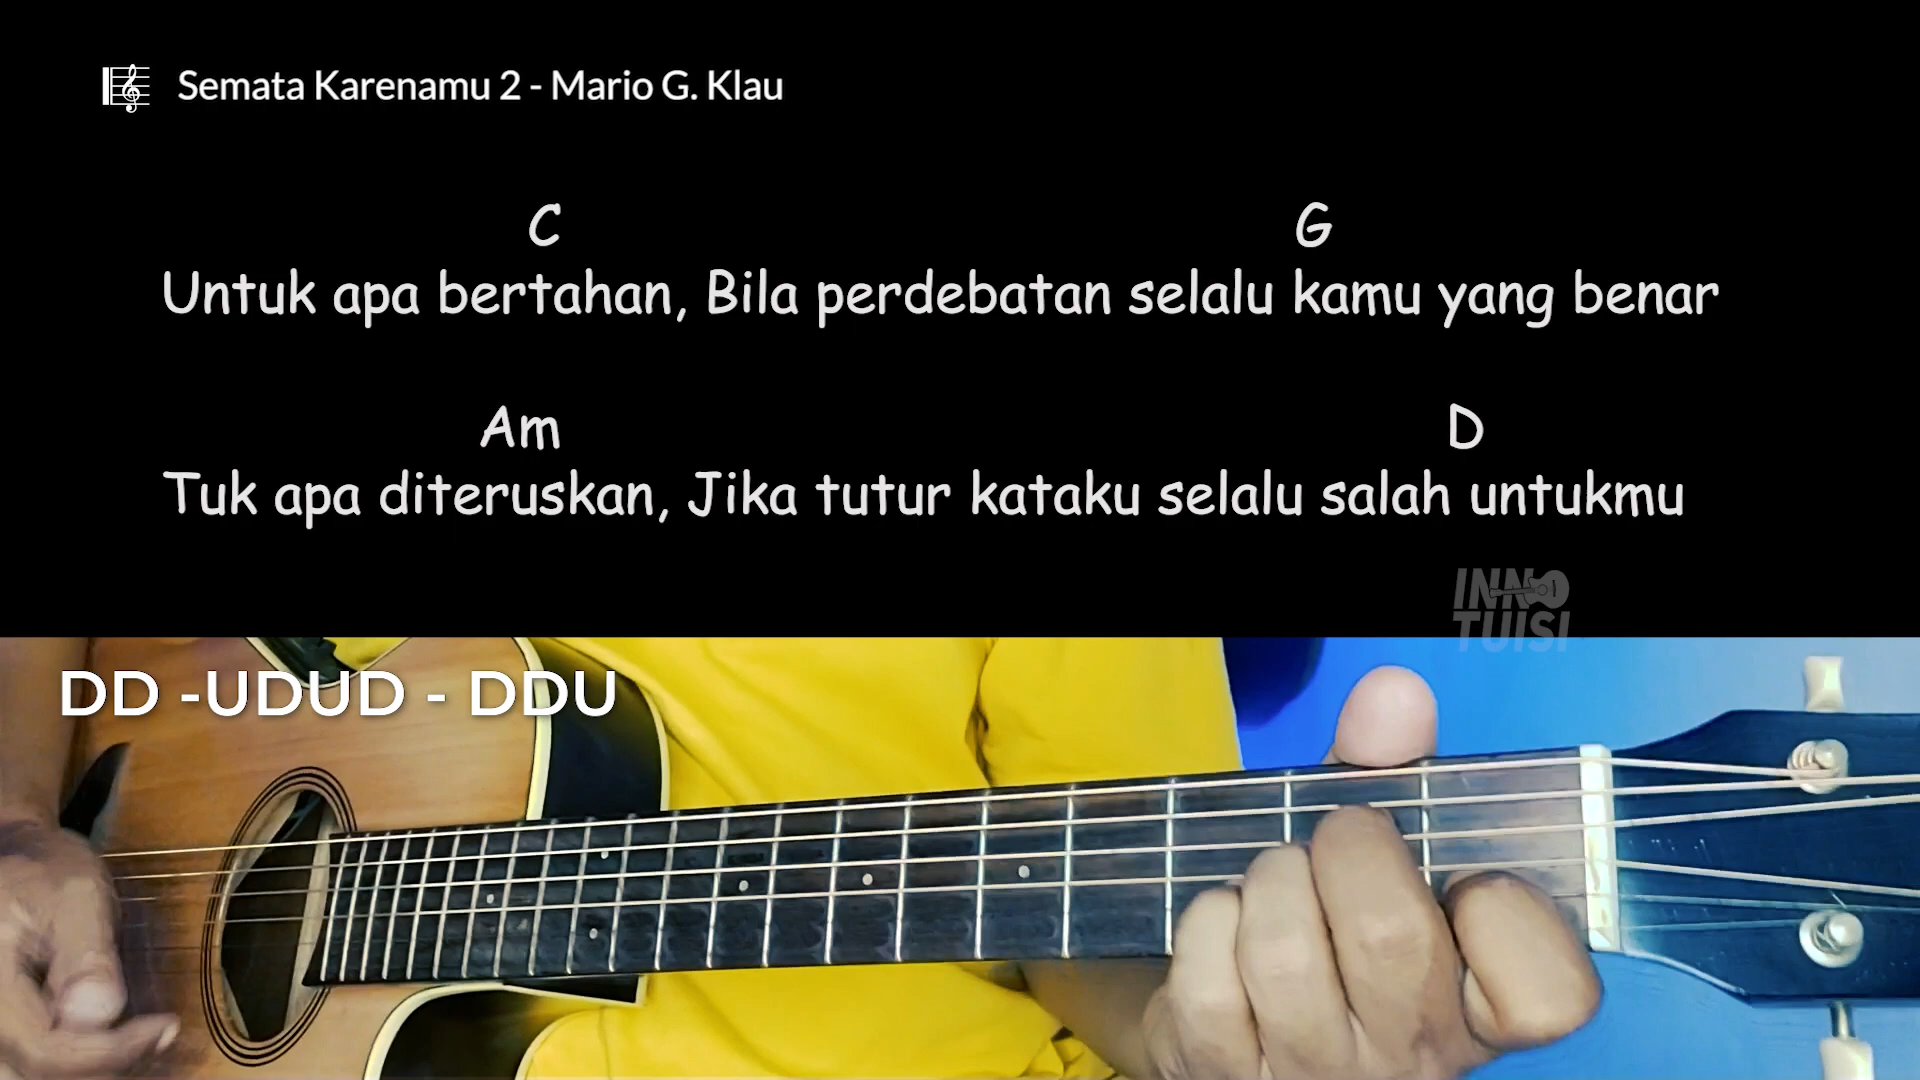 Semata Karenamu 2 - Mario G. Klau
C G
Untuk apa bertahan, Bila perdebatan selalu kamu yang benar
Am D
Tuk apa diteruskan, Jika tutur kataku selalu salah untukmu
INNO
TUISI
DD -UDUD - DDU